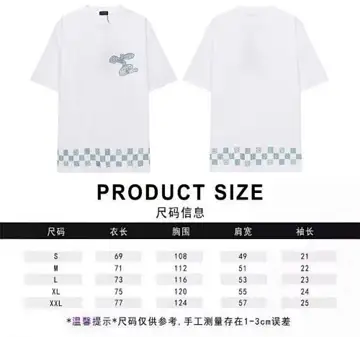 PRODUCT SIZE
尺码信息
尺码 衣长 胸围 肩宽 袖长
S 69 108 49 21
M 71 112 51 22
L 73 116 53 23
XL 75 120 55 24
XXL 77 124 57 25
*温馨提示*尺码仅供参考,手工测量存在1-3cm误差